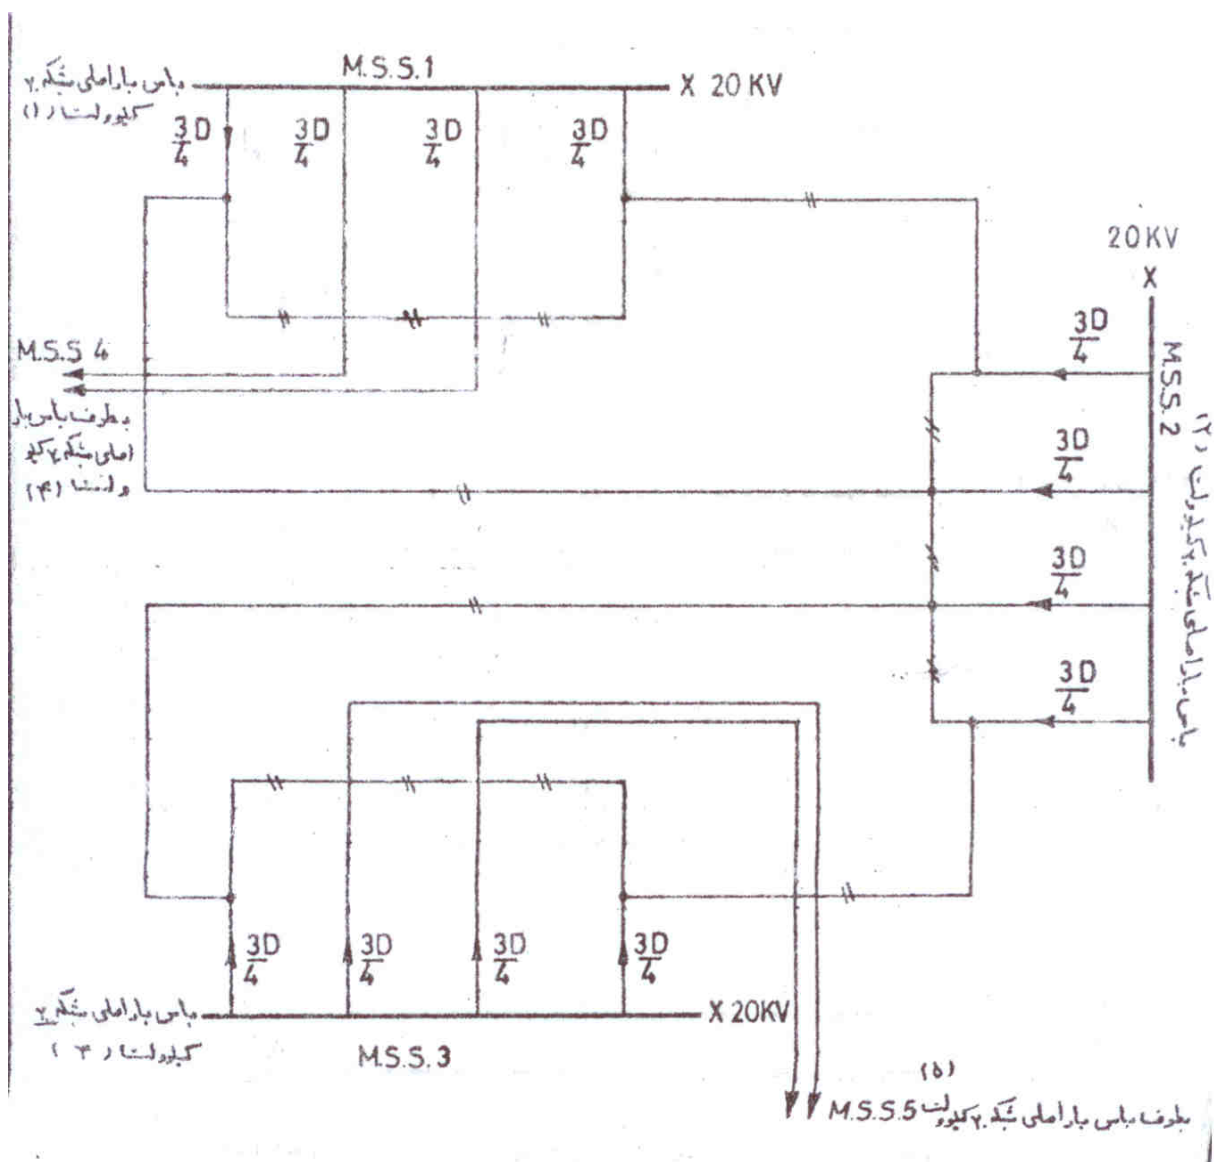 M.S.S.1
باس بار اصلی شبکه ۲۰
X 20 KV
کیلوولت (۱)
3D
4
3D
4
3D
4
3D
4
20KV
X
M.S.S 4
بطرف باس بار
اصلی شبکه ۲۰ کیلو
ولت (۴)
3D
4
3D
4
3D
4
3D
4
M.S.S.2
باس بار اصلی شبکه ۲۰ کیلوولت (۲)
3D
4
3D
4
3D
4
3D
4
باس بار اصلی شبکه ۲۰
X 20KV
کیلوولت (۳)
M.S.S.3
(۵)
M.S.S.5 بطرف باس بار اصلی شبکه ۲۰ کیلوولت